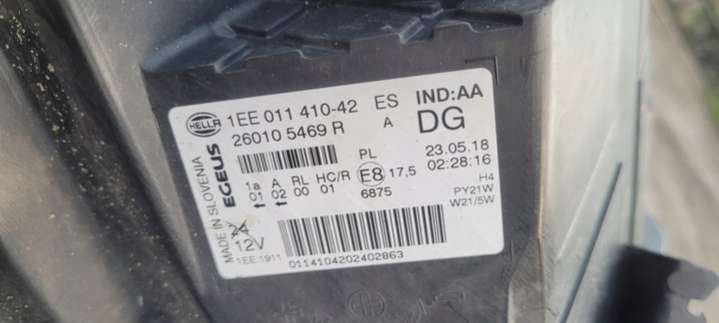 HELLA
1EE 011 410-42 ES IND:AA
26010 5469 R A DG
PL 23.05.18
02:28:16
1a A RL HC/R E8 17,5
01 02 00 01 6875
H4
PY21W
W21/5W
MADE IN SLOVENIA
EGEUS
24
12V
1EE.1911
0114104202402863